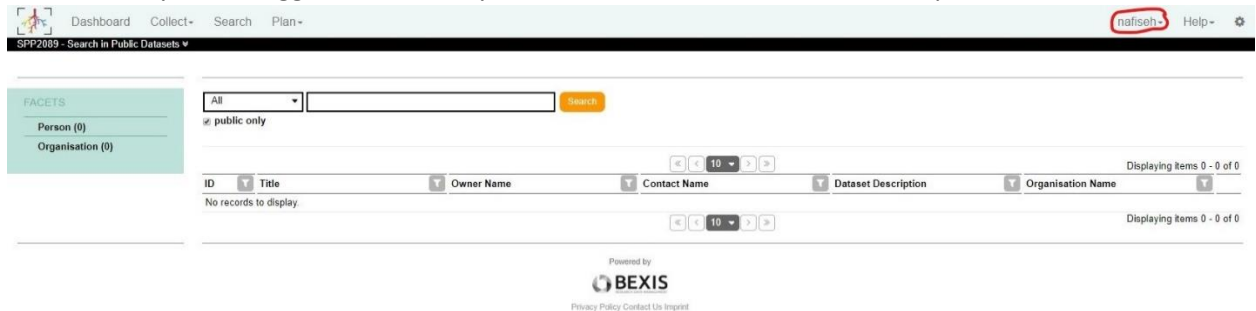 Dashboard Collect Search Plan nafiseh Help
SPP2089 - Search in Public Datasets
FACETS
Person (0)
Organisation (0)
All Search
public only
10
Displaying items 0 - 0 of 0
ID Title Owner Name Contact Name Dataset Description Organisation Name
No records to display.
10
Displaying items 0 - 0 of 0
Powered by
BEXIS
Privacy Policy Contact Us Imprint